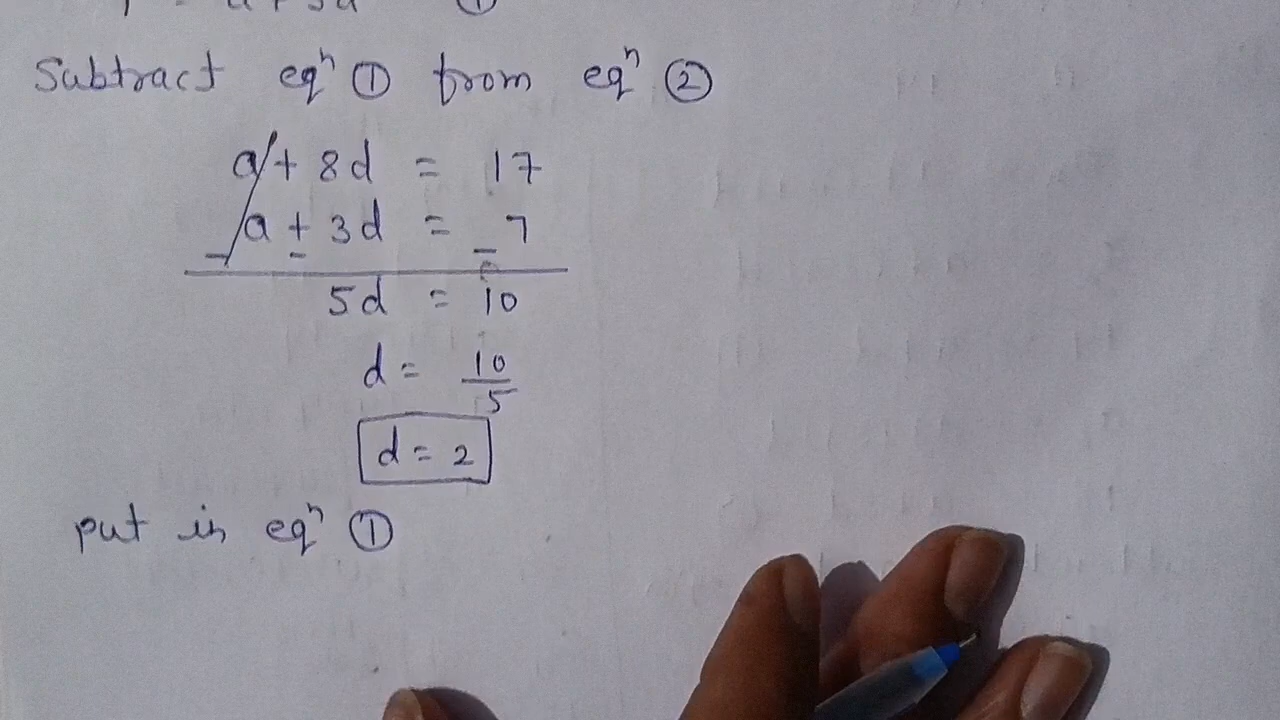 Subtract eqⁿ ① from eqⁿ ②
a + 8d = 17
a + 3d = 7
- - -
5d = 10
d = 10/5
d = 2
put in eqⁿ ①